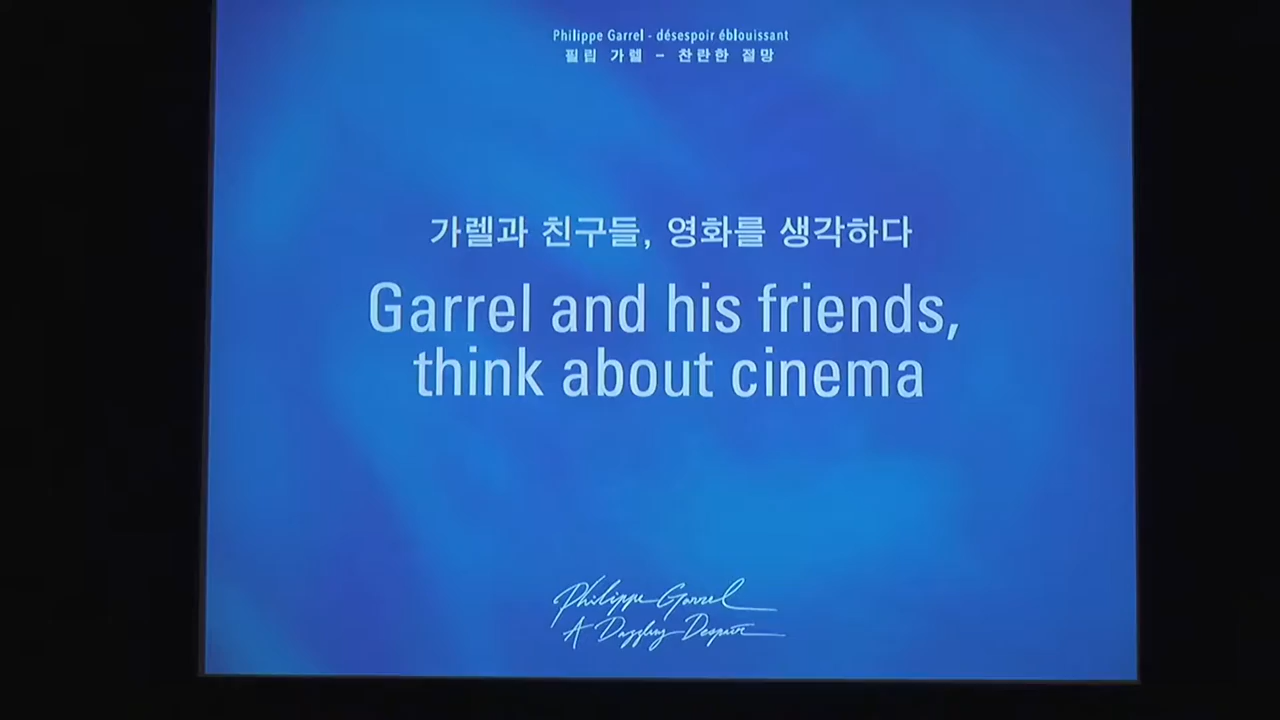 Philippe Garrel - désespoir éblouissant
필립 가렐 – 찬란한 절망
가렐과 친구들, 영화를 생각하다
Garrel and his friends,
think about cinema
Philippe Garrel
A Dazzling Despair